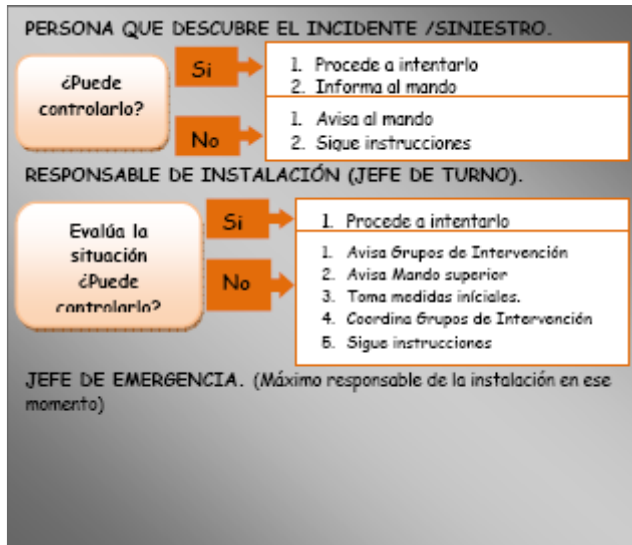 PERSONA QUE DESCUBRE EL INCIDENTE /SINIESTRO.
¿Puede
controlarlo?
Si
1. Procede a intentarlo
2. Informa al mando
No
1. Avisa al mando
2. Sigue instrucciones
RESPONSABLE DE INSTALACIÓN (JEFE DE TURNO).
Evalúa la
situación
¿Puede
controlarlo?
Si
1. Procede a intentarlo
No
1. Avisa Grupos de Intervención
2. Avisa Mando superior
3. Toma medidas iníciales.
4. Coordina Grupos de Intervención
5. Sigue instrucciones
JEFE DE EMERGENCIA. (Máximo responsable de la instalación en ese
momento)